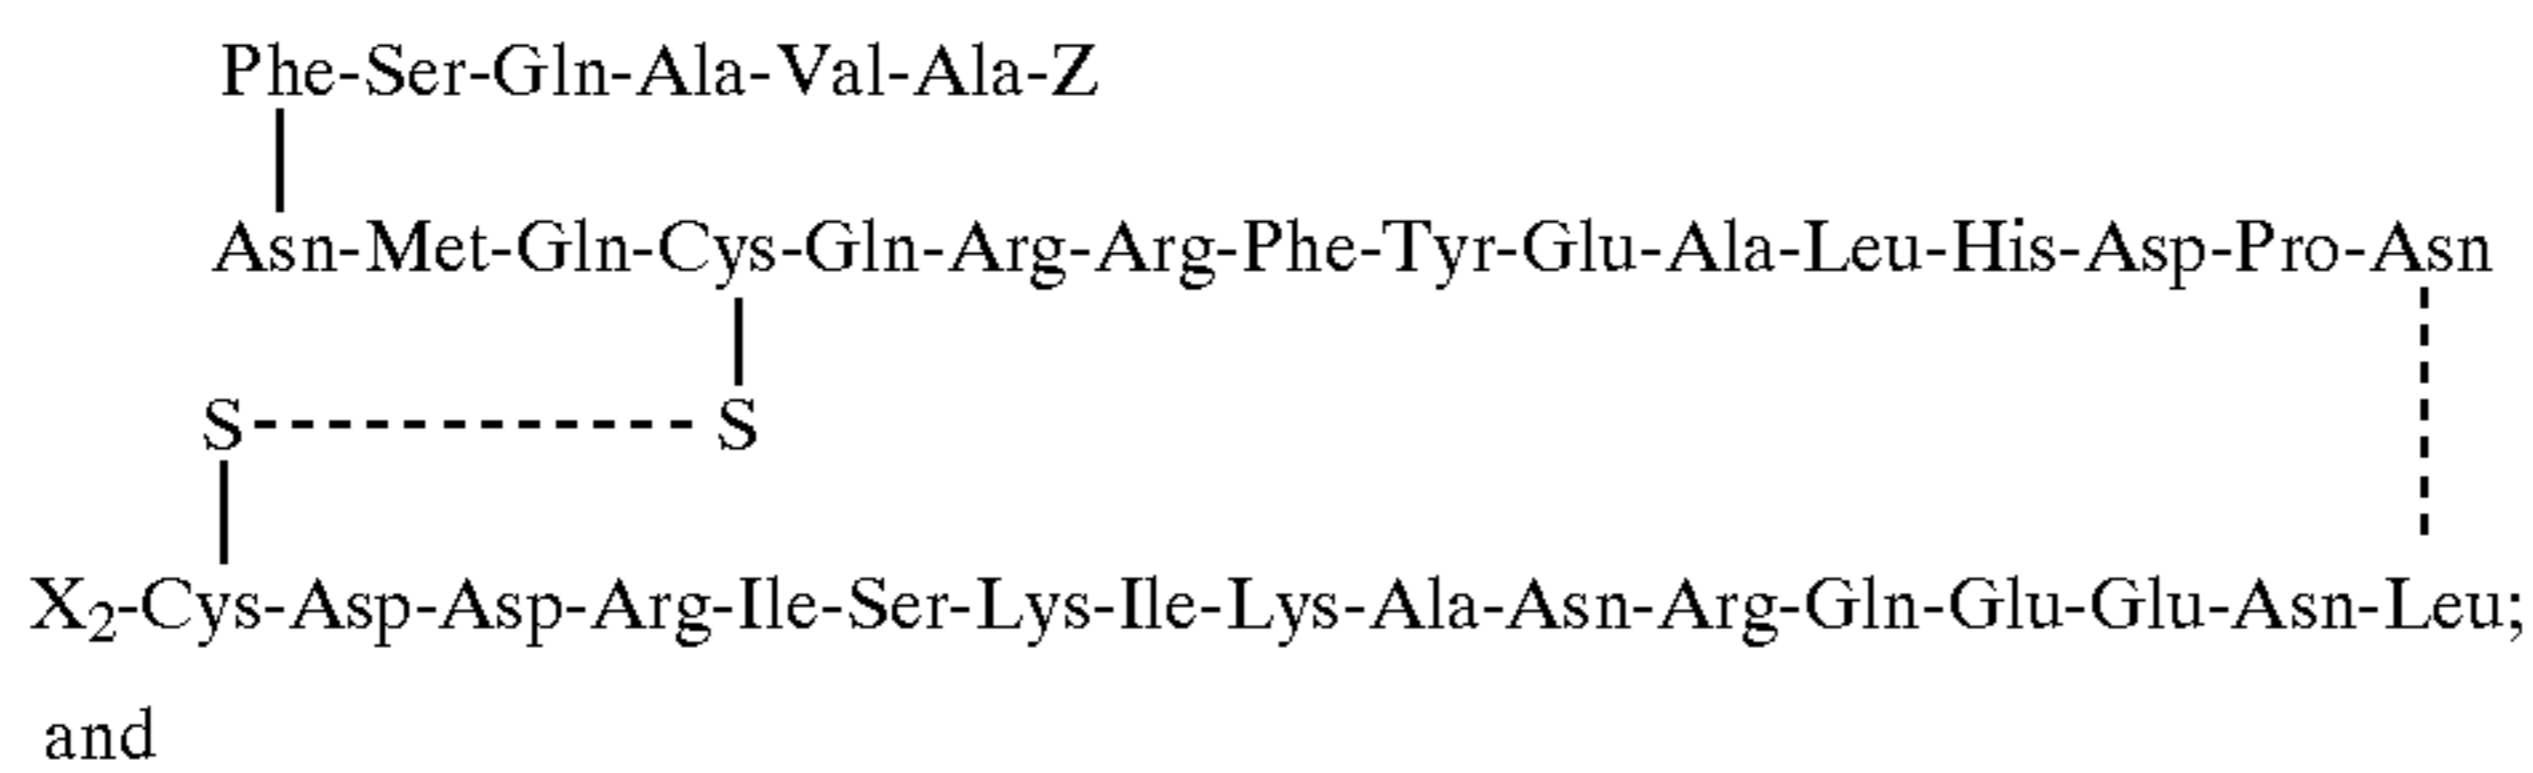 Phe-Ser-Gln-Ala-Val-Ala-Z
Asn-Met-Gln-Cys-Gln-Arg-Arg-Phe-Tyr-Glu-Ala-Leu-His-Asp-Pro-Asn
S S
X₂-Cys-Asp-Asp-Arg-Ile-Ser-Lys-Ile-Lys-Ala-Asn-Arg-Gln-Glu-Glu-Asn-Leu;
and